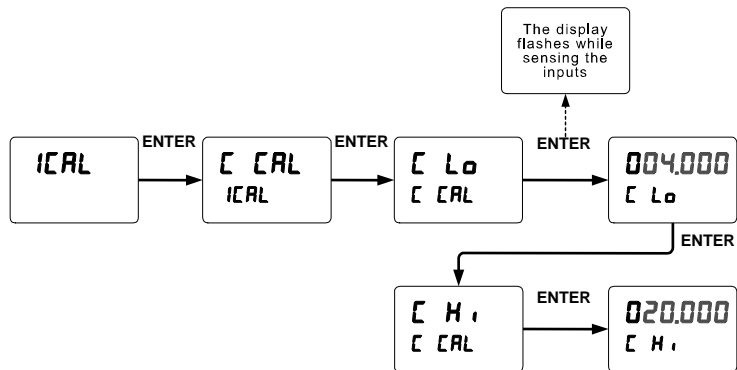 The display
flashes while
sensing the
inputs
ENTER
ENTER
ENTER
ICAL
C CAL
ICAL
C Lo
C CAL
004.000
C Lo
ENTER
C Hi
C CAL
ENTER
020.000
C Hi